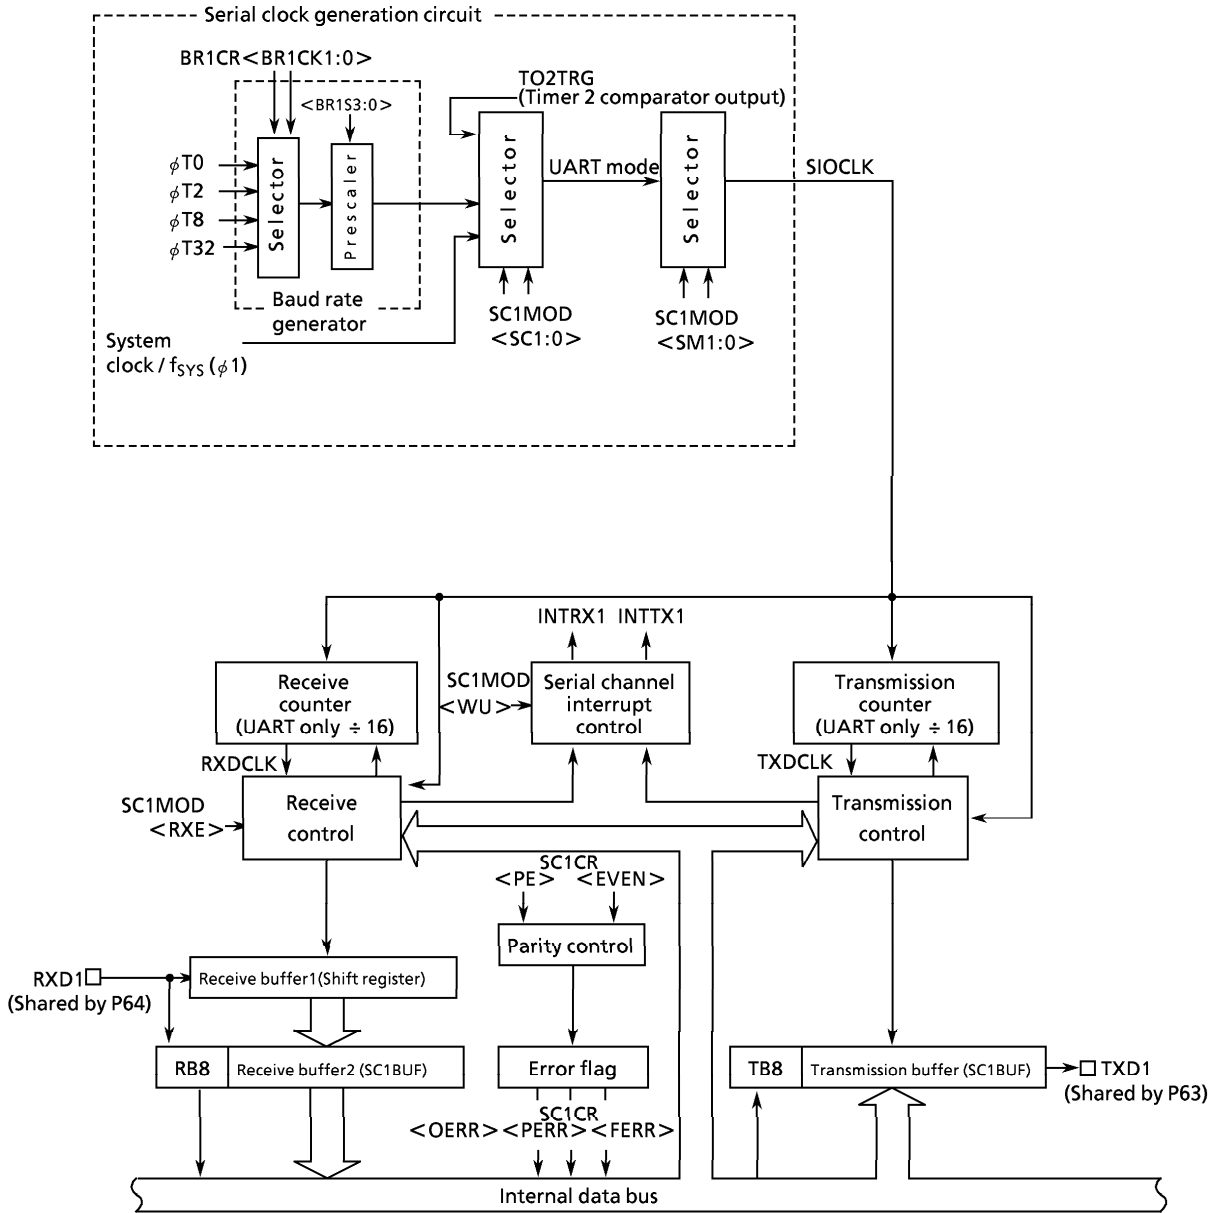 Serial clock generation circuit
BR1CR<BR1CK1:0>
<BR1S3:0>
TO2TRG
(Timer 2 comparator output)
φT0
φT2
φT8
φT32
Selector
Prescaler
Selector
UART mode
Selector
SIOCLK
Baud rate
generator
SC1MOD
<SC1:0>
SC1MOD
<SM1:0>
System
clock / fSYS (φ1)
INTRX1 INTTX1
Receive
counter
(UART only ÷ 16)
SC1MOD
<WU>
Serial channel
interrupt
control
Transmission
counter
(UART only ÷ 16)
RXDCLK
TXDCLK
SC1MOD
<RXE>
Receive
control
Transmission
control
SC1CR
<PE> <EVEN>
Parity control
RXD1
(Shared by P64)
Receive buffer1(Shift register)
RB8
Receive buffer2 (SC1BUF)
Error flag
TB8
Transmission buffer (SC1BUF)
TXD1
(Shared by P63)
SC1CR
<OERR> <PERR> <FERR>
Internal data bus